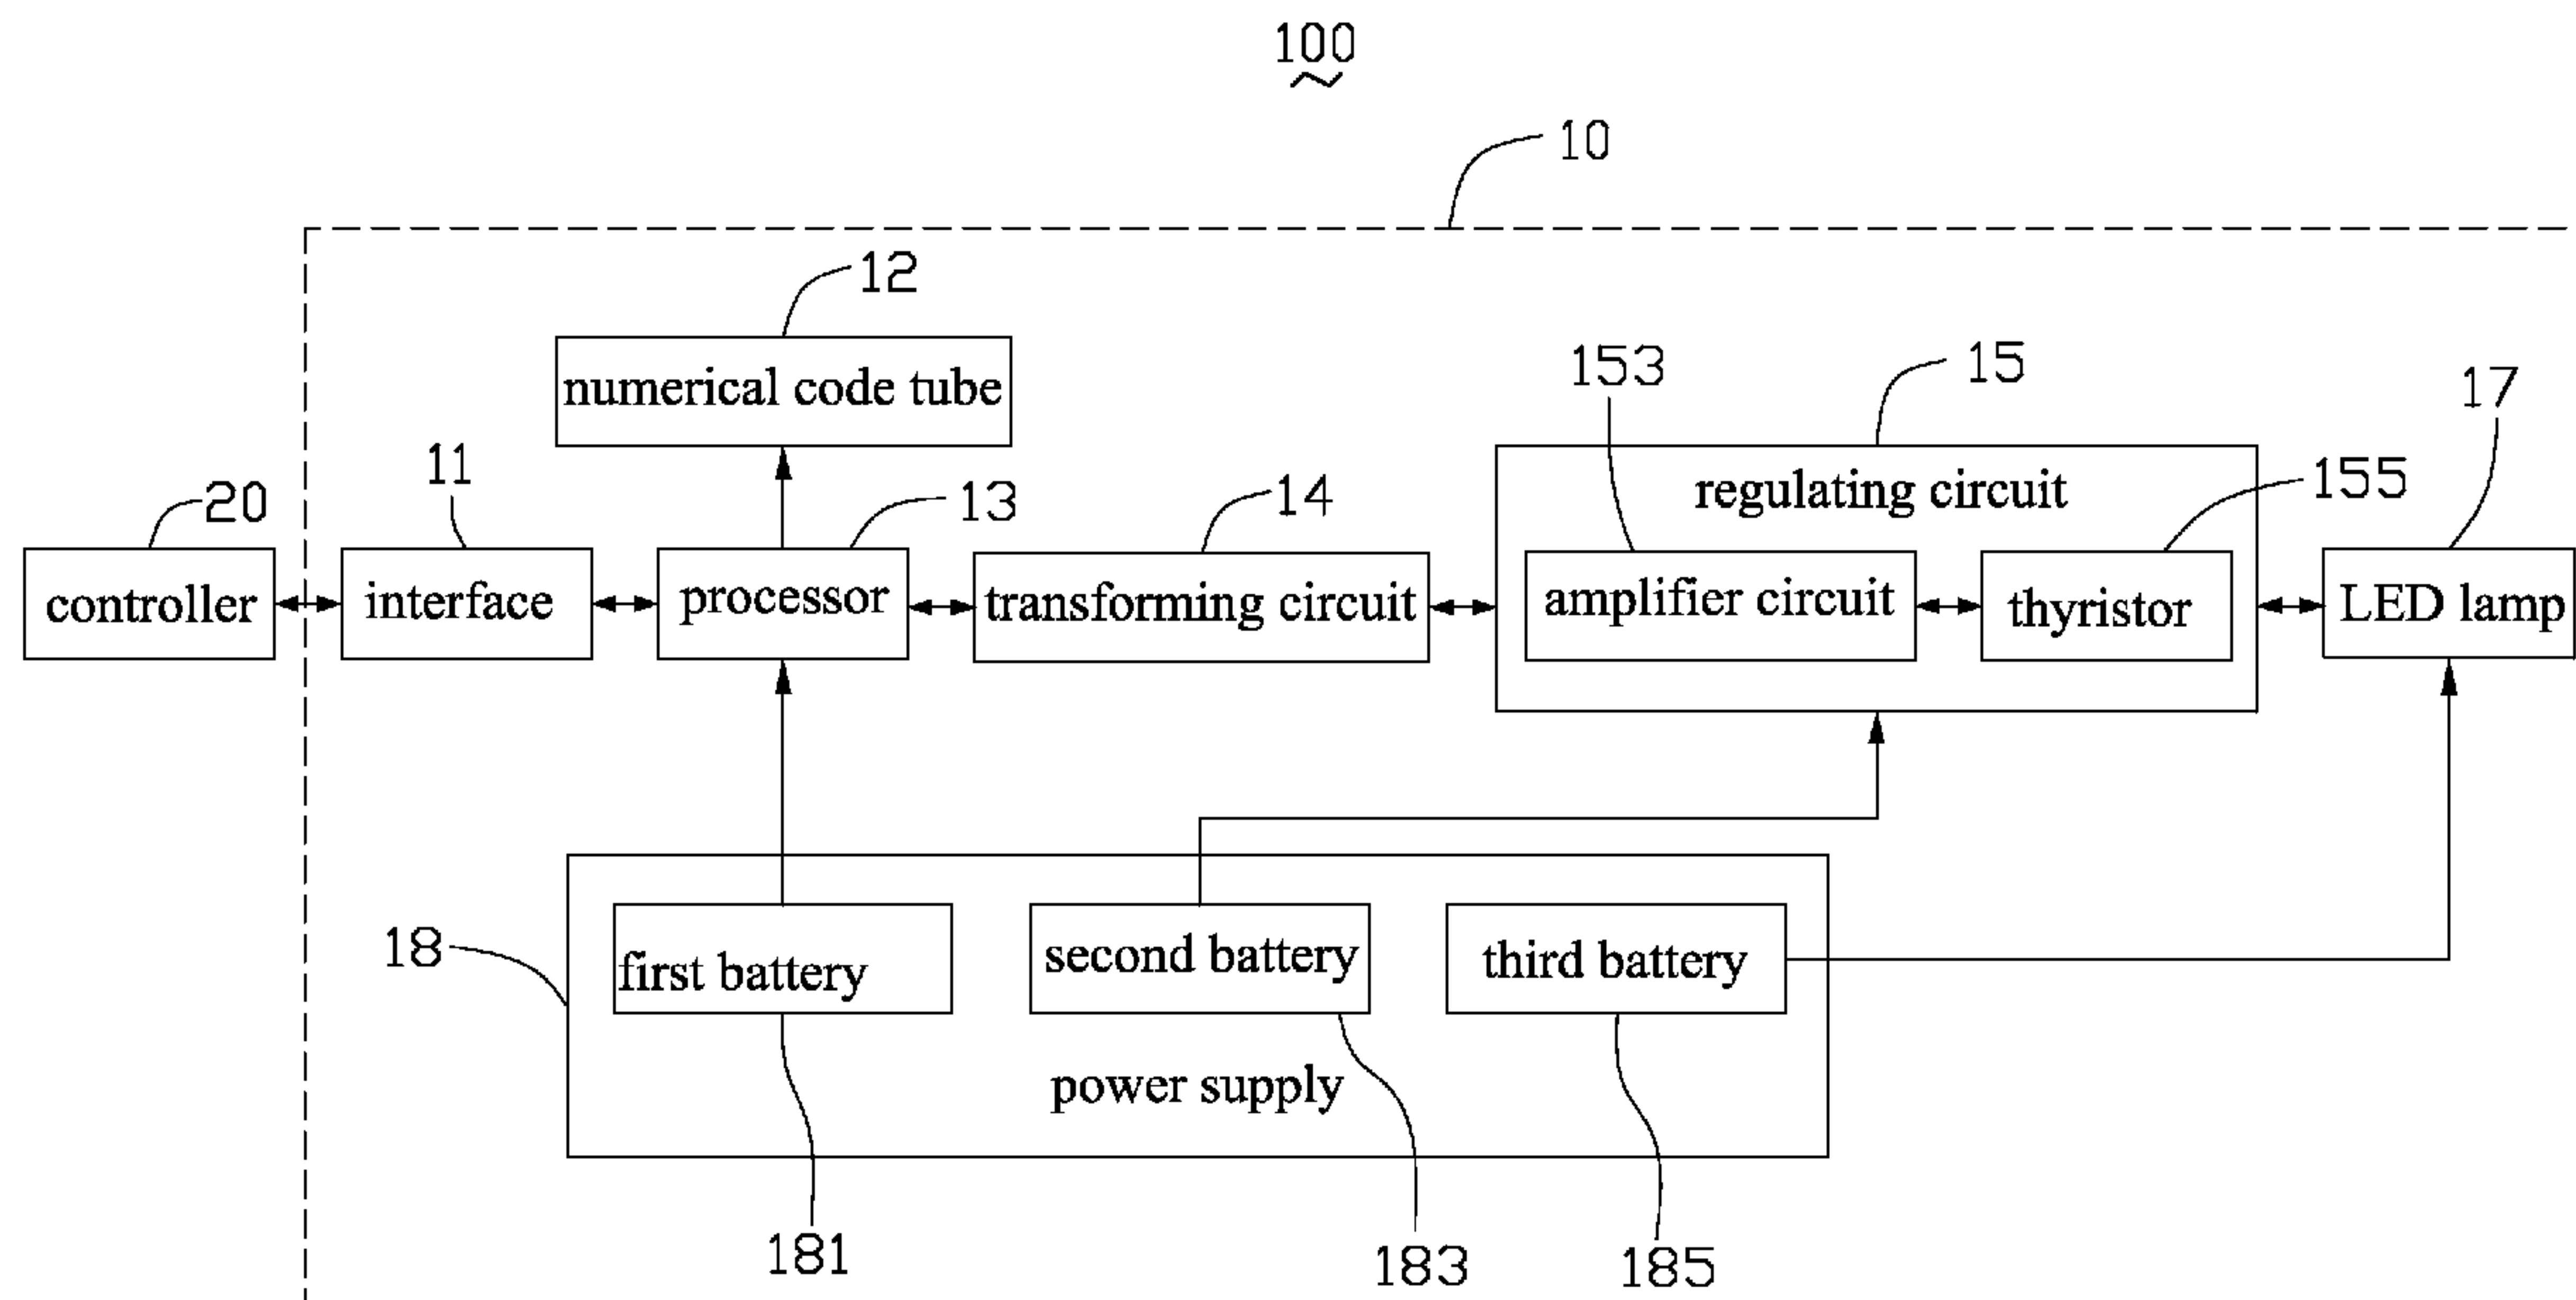 100
10
12
numerical code tube
153
15
17
11
20
13
14
regulating circuit
155
controller
interface
processor
transforming circuit
amplifier circuit
thyristor
LED lamp
18
first battery
second battery
third battery
power supply
181
183
185